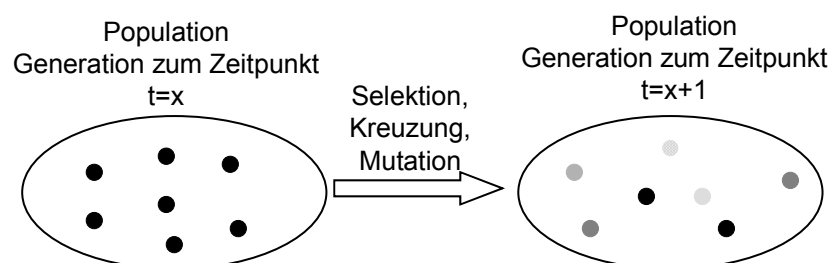 Population
Generation zum Zeitpunkt
t=x
Selektion,
Kreuzung,
Mutation
Population
Generation zum Zeitpunkt
t=x+1